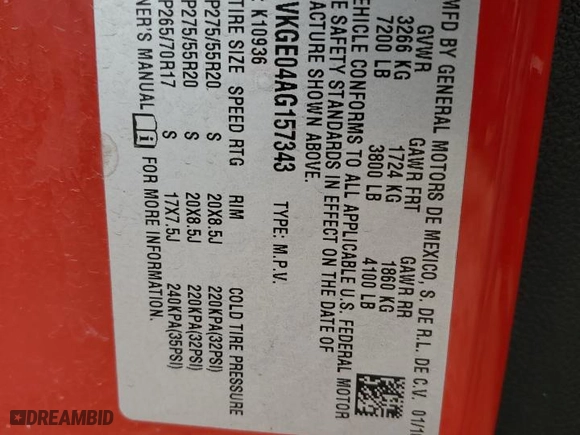 MFD BY GENERAL MOTORS DE MEXICO, S. DE R.L. DE C.V. 01/1
GVWR GAWR FRT GAWR RR
3266 KG 1724 KG 1860 KG
7200 LB 3800 LB 4100 LB
VEHICLE CONFORMS TO ALL APPLICABLE U.S. FEDERAL MOTOR
E SAFETY STANDARDS IN EFFECT ON THE DATE OF
FACTURE SHOWN ABOVE.
VKGE04AG157343 TYPE: M.P.V.
: K10936
TIRE SIZE SPEED RTG RIM COLD TIRE PRESSURE
P275/55R20 S 20X8.5J 220KPA(32PSI)
P275/55R20 S 20X8.5J 220KPA(32PSI)
P265/70R17 S 17X7.5J 240KPA(35PSI)
NER'S MANUAL FOR MORE INFORMATION.
DREAMBID